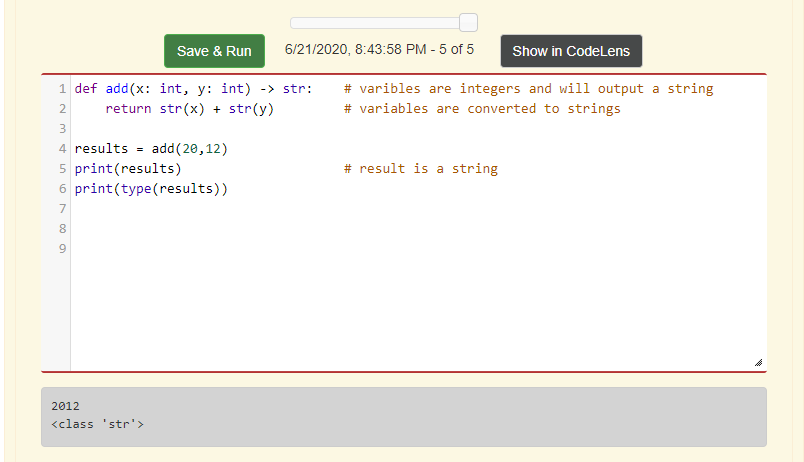 Save & Run 6/21/2020, 8:43:58 PM - 5 of 5 Show in CodeLens
1 def add(x: int, y: int) -> str:    # varibles are integers and will output a string
2     return str(x) + str(y)         # variables are converted to strings
3
4 results = add(20,12)
5 print(results)                     # result is a string
6 print(type(results))
7
8
9
2012
<class 'str'>